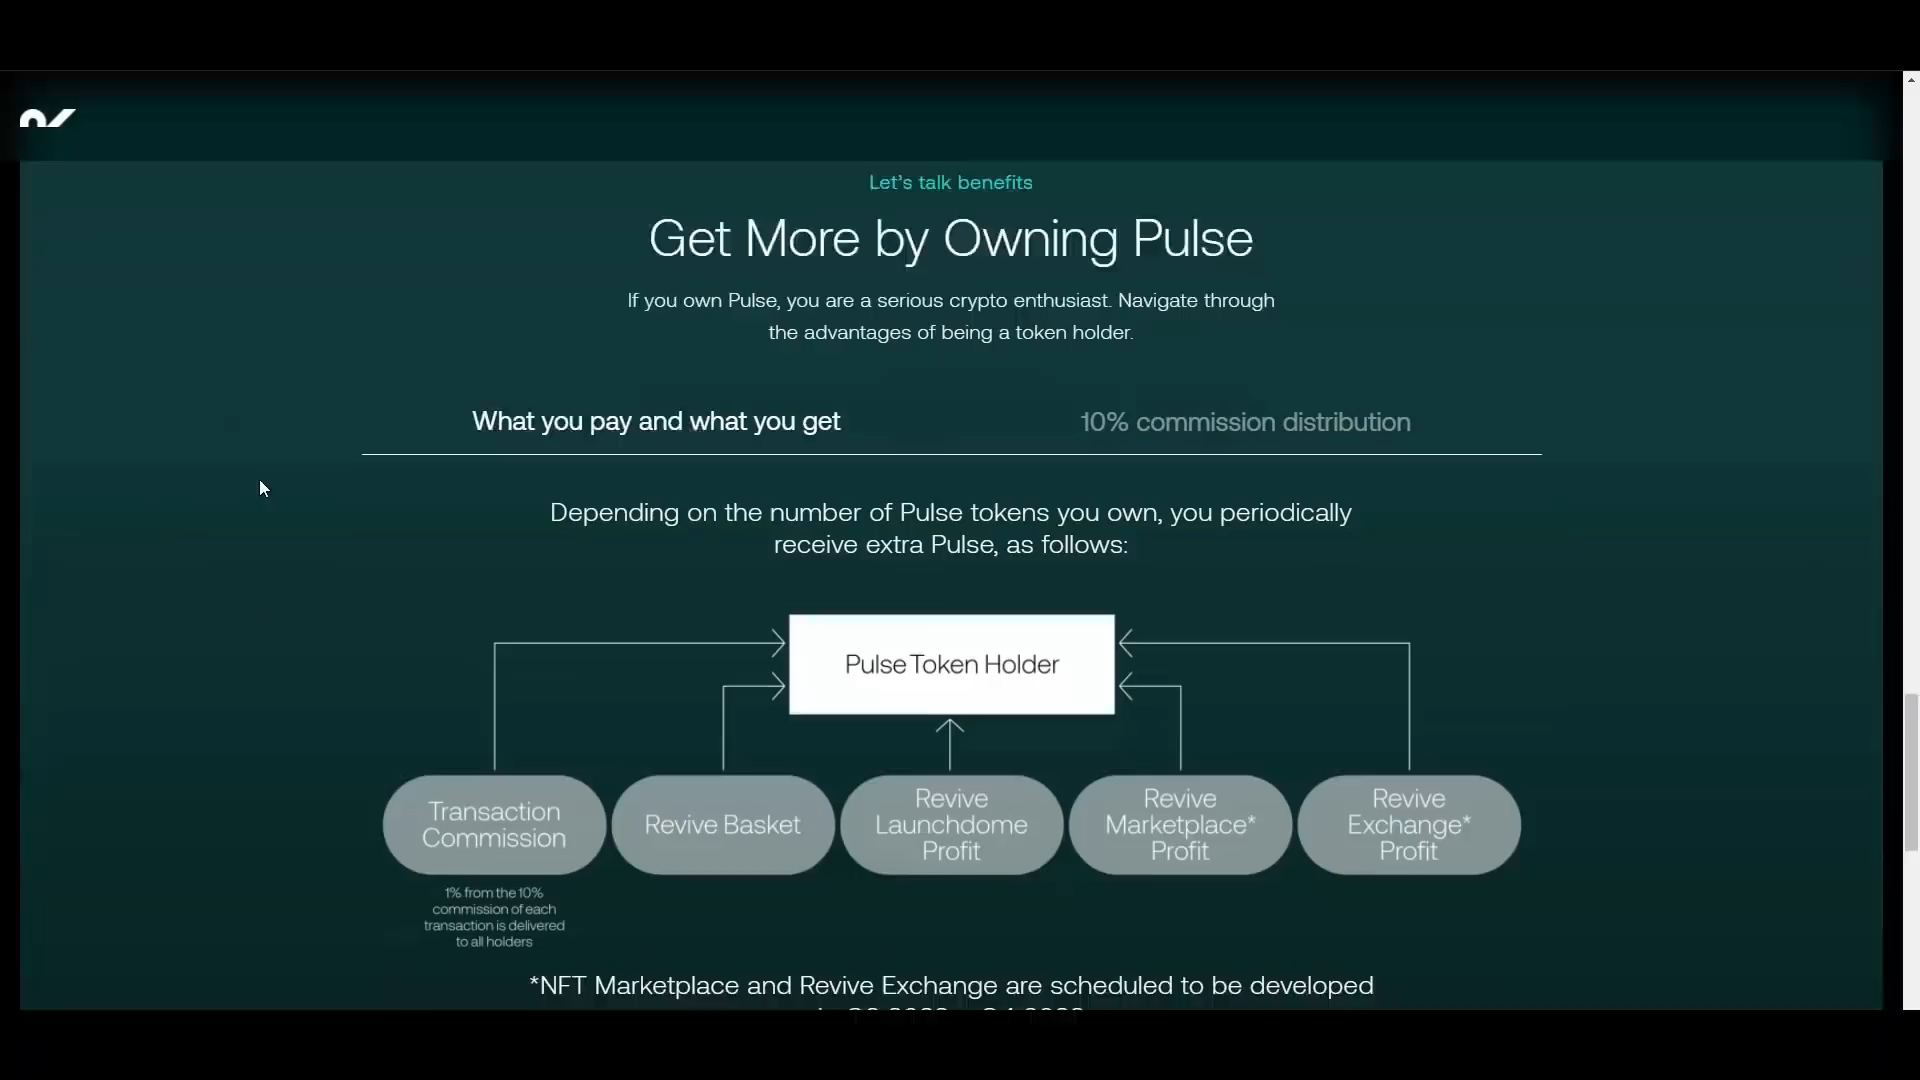 Let's talk benefits
Get More by Owning Pulse
If you own Pulse, you are a serious crypto enthusiast. Navigate through
the advantages of being a token holder.
What you pay and what you get
10% commission distribution
Depending on the number of Pulse tokens you own, you periodically
receive extra Pulse, as follows:
Pulse Token Holder
Transaction
Commission
1% from the 10%
commission of each
transaction is delivered
to all holders
Revive Basket
Revive
Launchdome
Profit
Revive
Marketplace*
Profit
Revive
Exchange*
Profit
*NFT Marketplace and Revive Exchange are scheduled to be developed